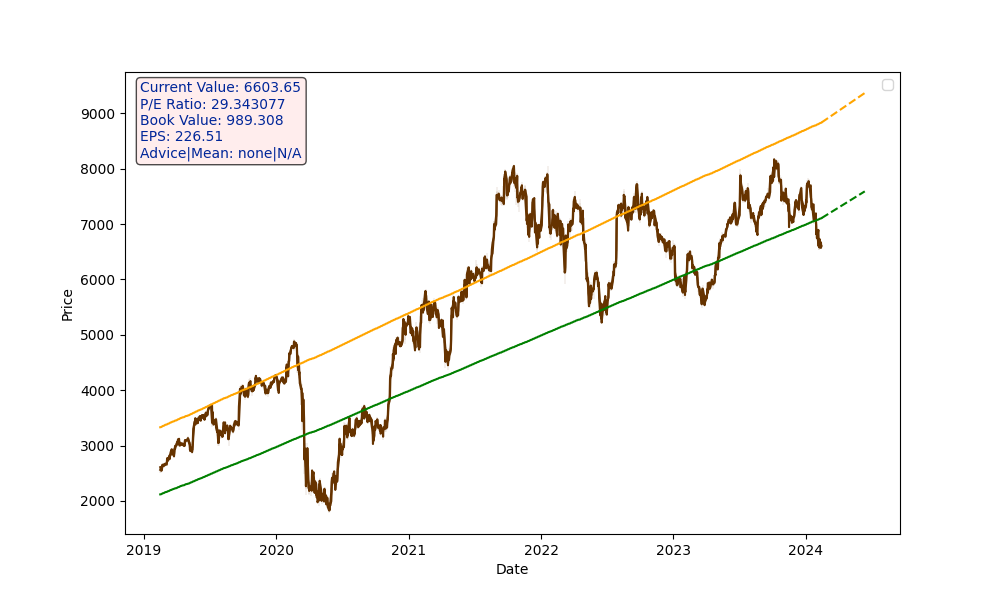 Current Value: 6603.65
P/E Ratio: 29.343077
Book Value: 989.308
EPS: 226.51
Advice|Mean: none|N/A
9000
8000
7000
6000
5000
4000
3000
2000
Price
2019 2020 2021 2022 2023 2024
Date